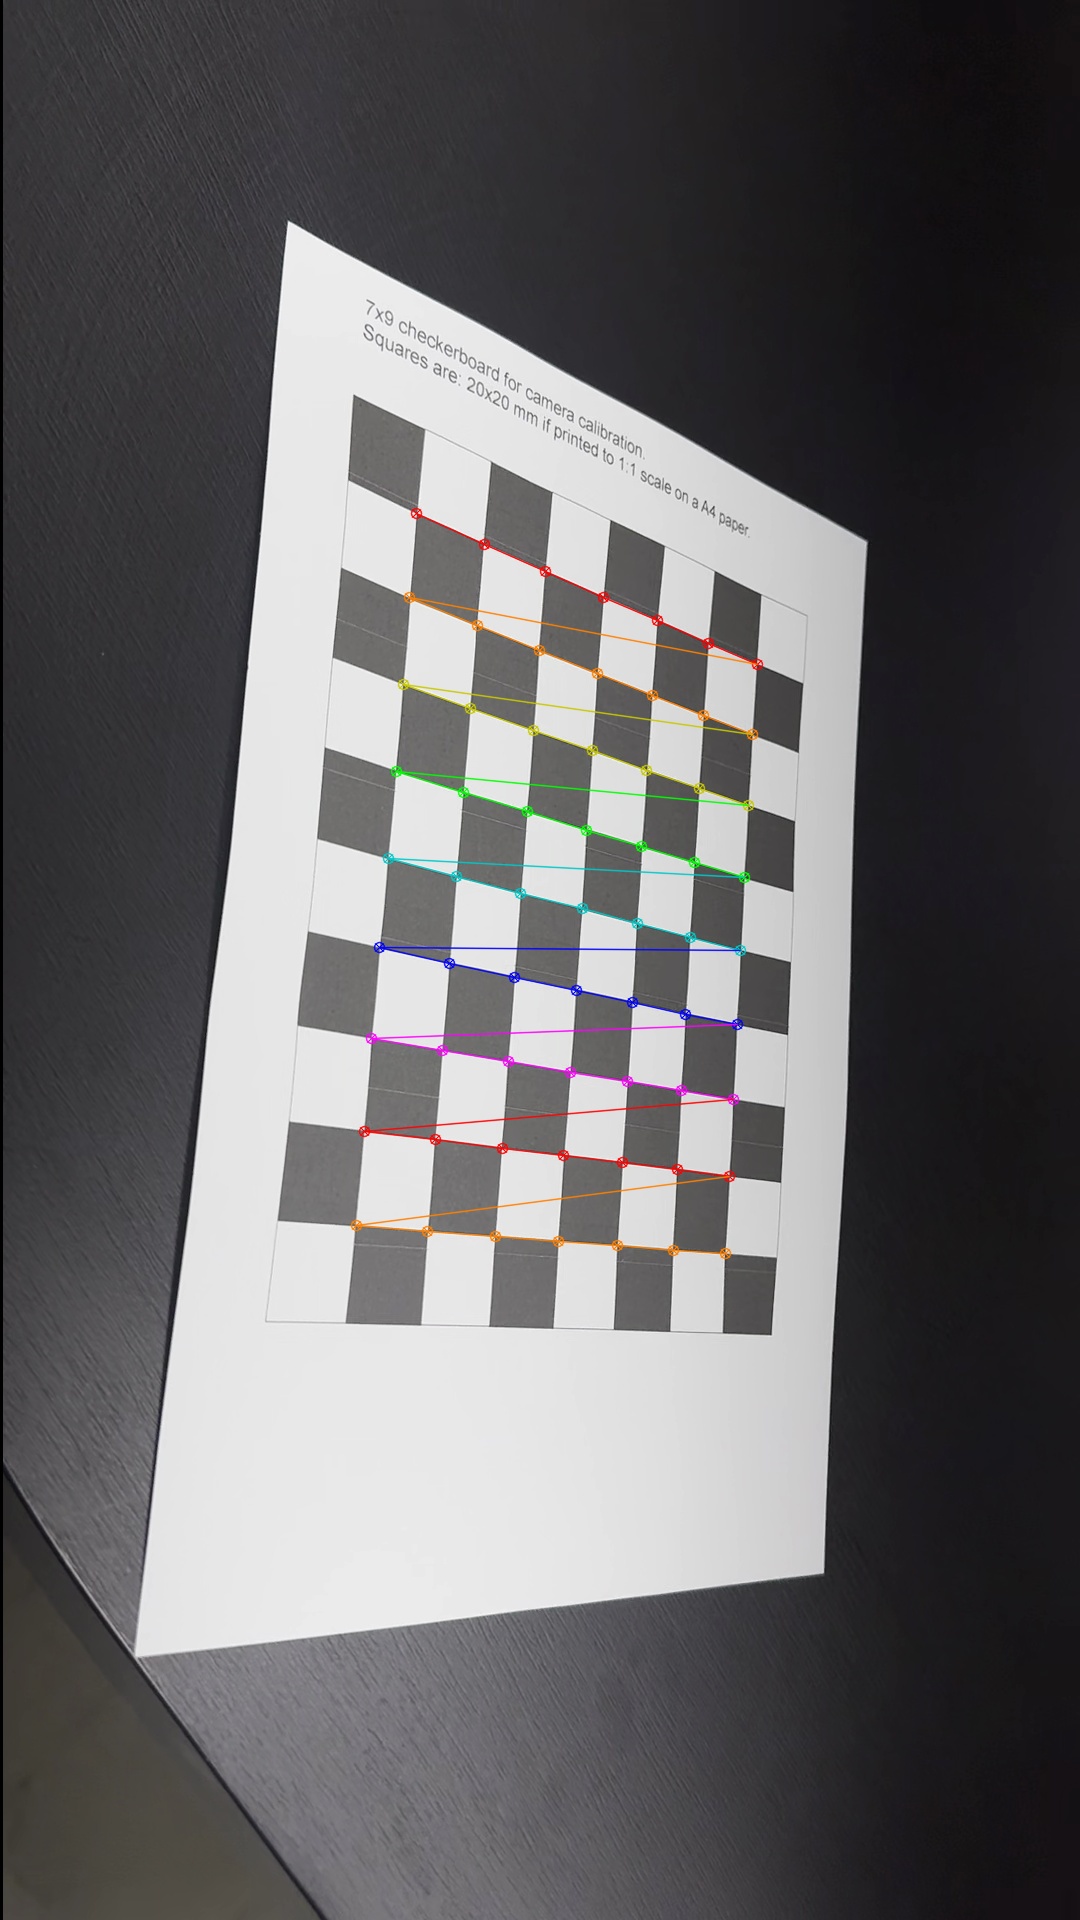 7x9 checkerboard for camera calibration.
Squares are: 20x20 mm if printed to 1:1 scale on a A4 paper.